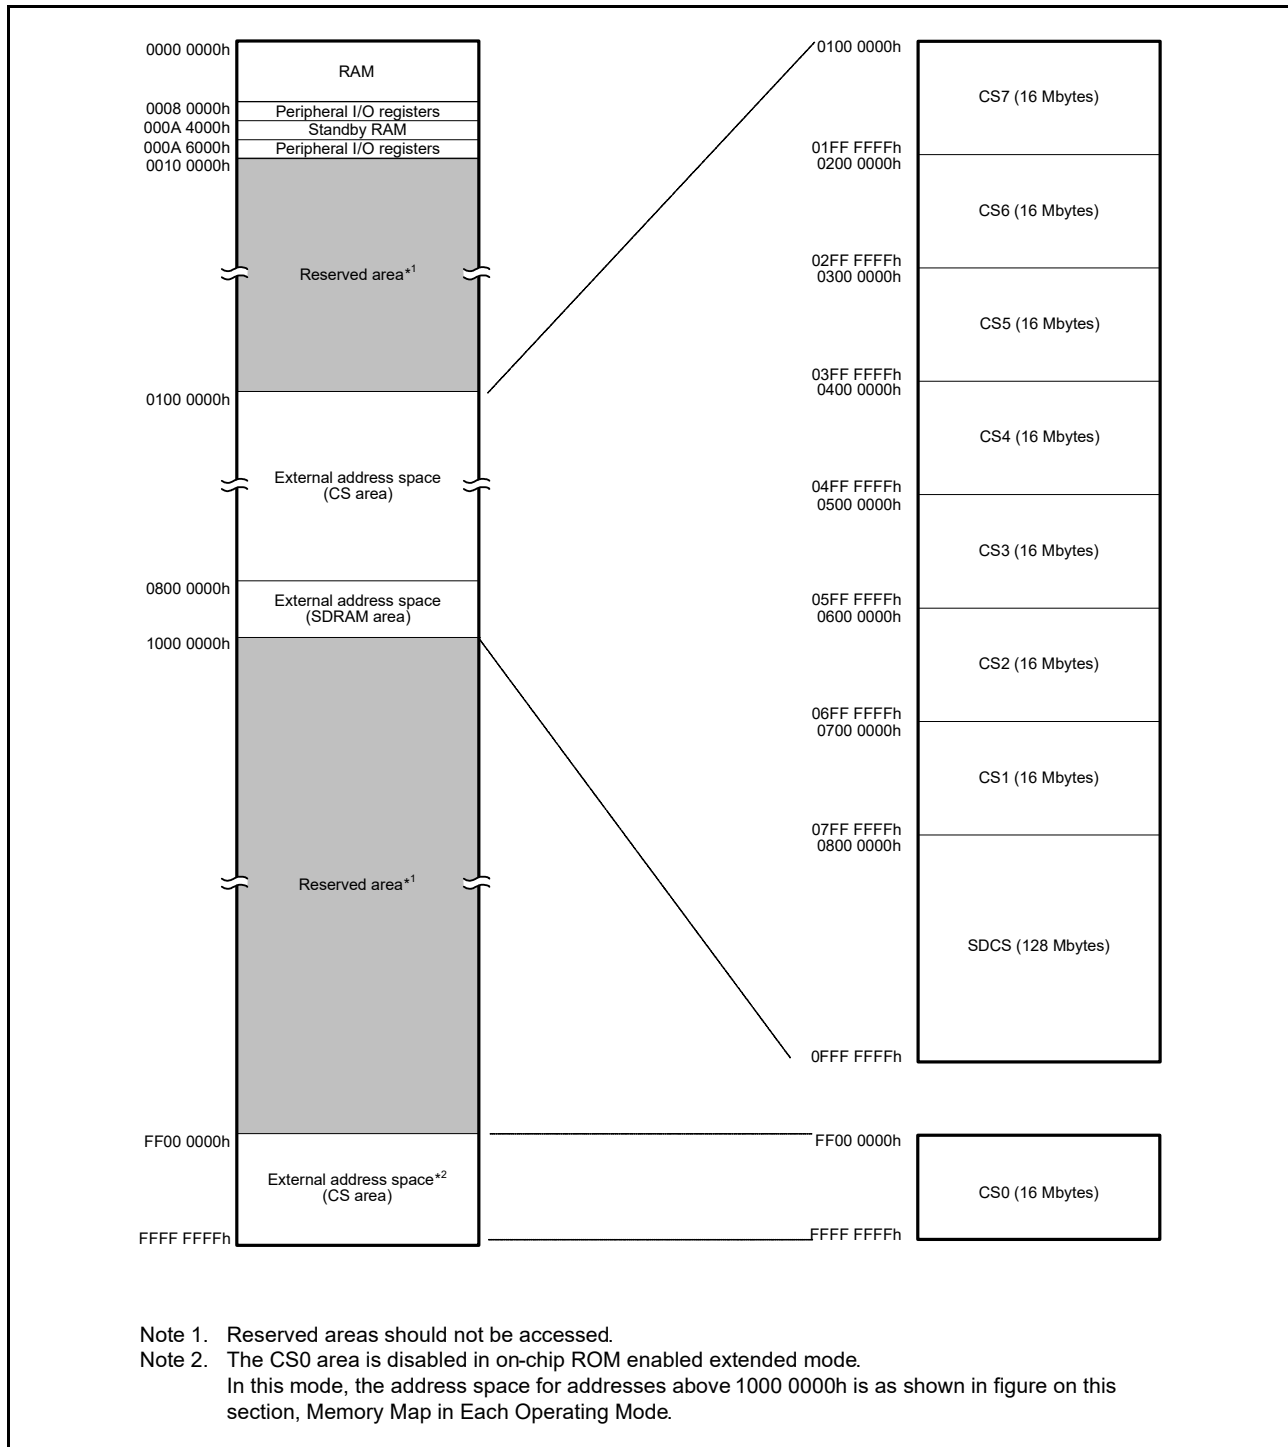 0000 0000h
RAM
0008 0000h
Peripheral I/O registers
000A 4000h
Standby RAM
000A 6000h
Peripheral I/O registers
0010 0000h
Reserved area*1
0100 0000h
External address space
(CS area)
0800 0000h
External address space
(SDRAM area)
1000 0000h
Reserved area*1
FF00 0000h
External address space*2
(CS area)
FFFF FFFFh
0100 0000h
CS7 (16 Mbytes)
01FF FFFFh
0200 0000h
CS6 (16 Mbytes)
02FF FFFFh
0300 0000h
CS5 (16 Mbytes)
03FF FFFFh
0400 0000h
CS4 (16 Mbytes)
04FF FFFFh
0500 0000h
CS3 (16 Mbytes)
05FF FFFFh
0600 0000h
CS2 (16 Mbytes)
06FF FFFFh
0700 0000h
CS1 (16 Mbytes)
07FF FFFFh
0800 0000h
SDCS (128 Mbytes)
0FFF FFFFh
FF00 0000h
CS0 (16 Mbytes)
FFFF FFFFh
Note 1. Reserved areas should not be accessed.
Note 2. The CS0 area is disabled in on-chip ROM enabled extended mode.
In this mode, the address space for addresses above 1000 0000h is as shown in figure on this
section, Memory Map in Each Operating Mode.